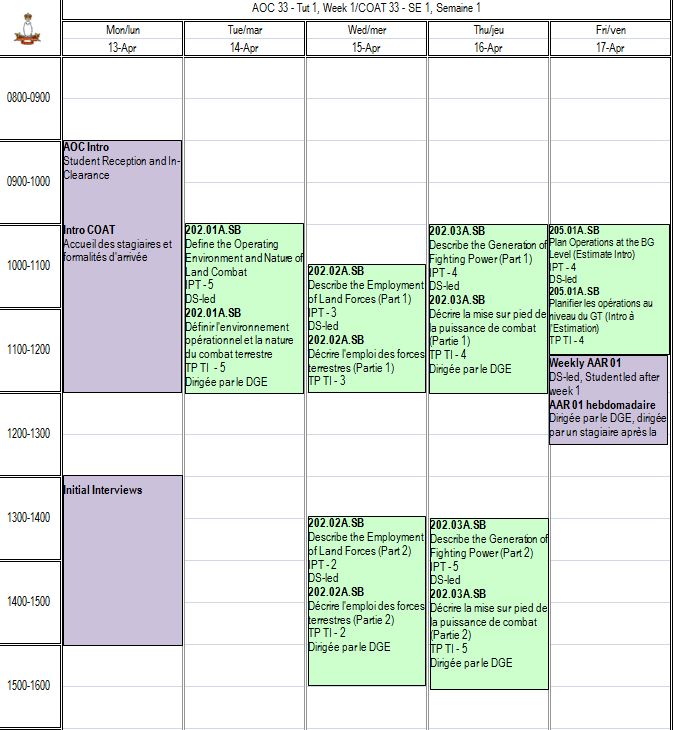 AOC 33 - Tut 1, Week 1/COAT 33 - SE 1, Semaine 1
Mon/lun
Tue/mar
Wed/mer
Thu/jeu
Fri/ven
13-Apr
14-Apr
15-Apr
16-Apr
17-Apr
0800-0900
0900-1000
1000-1100
1100-1200
1200-1300
1300-1400
1400-1500
1500-1600
AOC Intro
Student Reception and In-
Clearance
Intro COAT
Accueil des stagiaires et
formalités d'arrivée
Initial Interviews
202.01A.SB
Define the Operating
Environment and Nature of
Land Combat
IPT - 5
DS-led
202.01A.SB
Définir l'environnement
opérationnel et la nature
du combat terrestre
TP TI - 5
Dirigée par le DGE
202.02A.SB
Describe the Employment
of Land Forces (Part 1)
IPT - 3
DS-led
202.02A.SB
Décrire l'emploi des forces
terrestres (Partie 1)
TP TI - 3
202.02A.SB
Describe the Employment
of Land Forces (Part 2)
IPT - 2
DS-led
202.02A.SB
Décrire l'emploi des forces
terrestres (Partie 2)
TP TI - 2
Dirigée par le DGE
202.03A.SB
Describe the Generation of
Fighting Power (Part 1)
IPT - 4
DS-led
202.03A.SB
Décrire la mise sur pied de
la puissance de combat
(Partie 1)
TP TI - 4
Dirigée par le DGE
202.03A.SB
Describe the Generation of
Fighting Power (Part 2)
IPT - 5
DS-led
202.03A.SB
Décrire la mise sur pied de
la puissance de combat
(Partie 2)
TP TI - 5
Dirigée par le DGE
205.01A.SB
Plan Operations at the BG
Level (Estimate Intro)
IPT - 4
DS-led
205.01A.SB
Planifier les opérations au
niveau du GT (Intro à
l'Estimation)
TP TI - 4
Weekly AAR 01
DS-led, Student led after
week 1
AAR 01 hebdomadaire
Dirigée par le DGE, dirigée
par un stagiaire après la